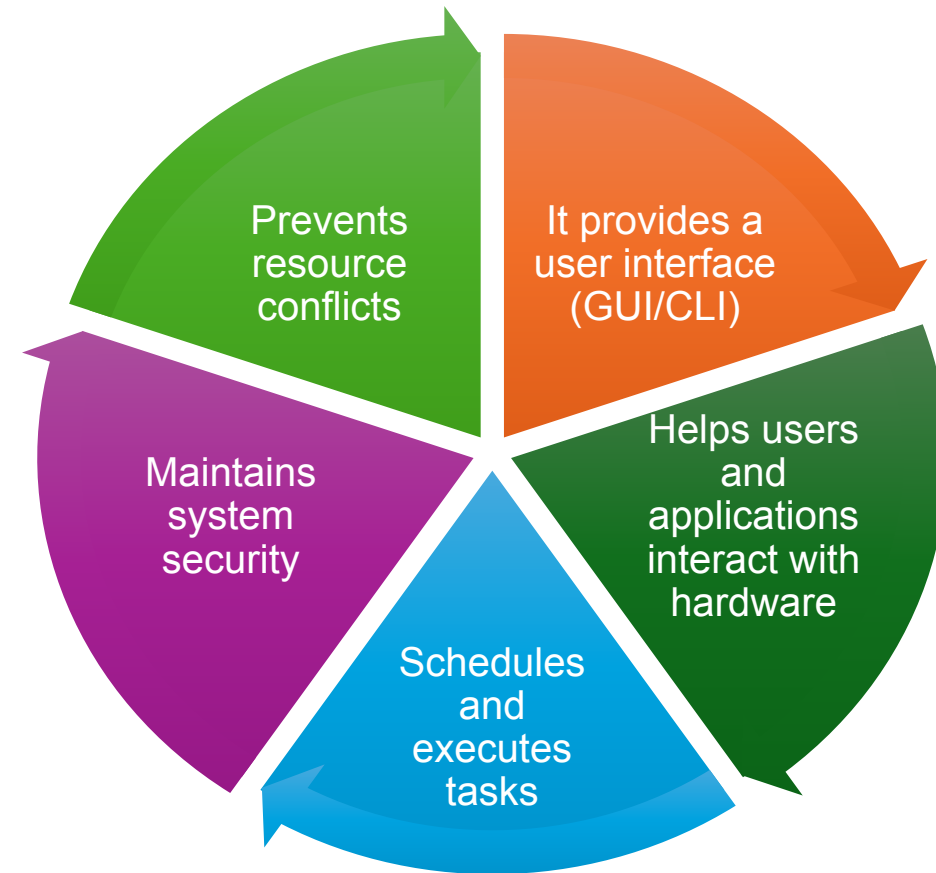 It provides a
user interface
(GUI/CLI)
Helps users
and
applications
interact with
hardware
Schedules
and
executes
tasks
Maintains
system
security
Prevents
resource
conflicts